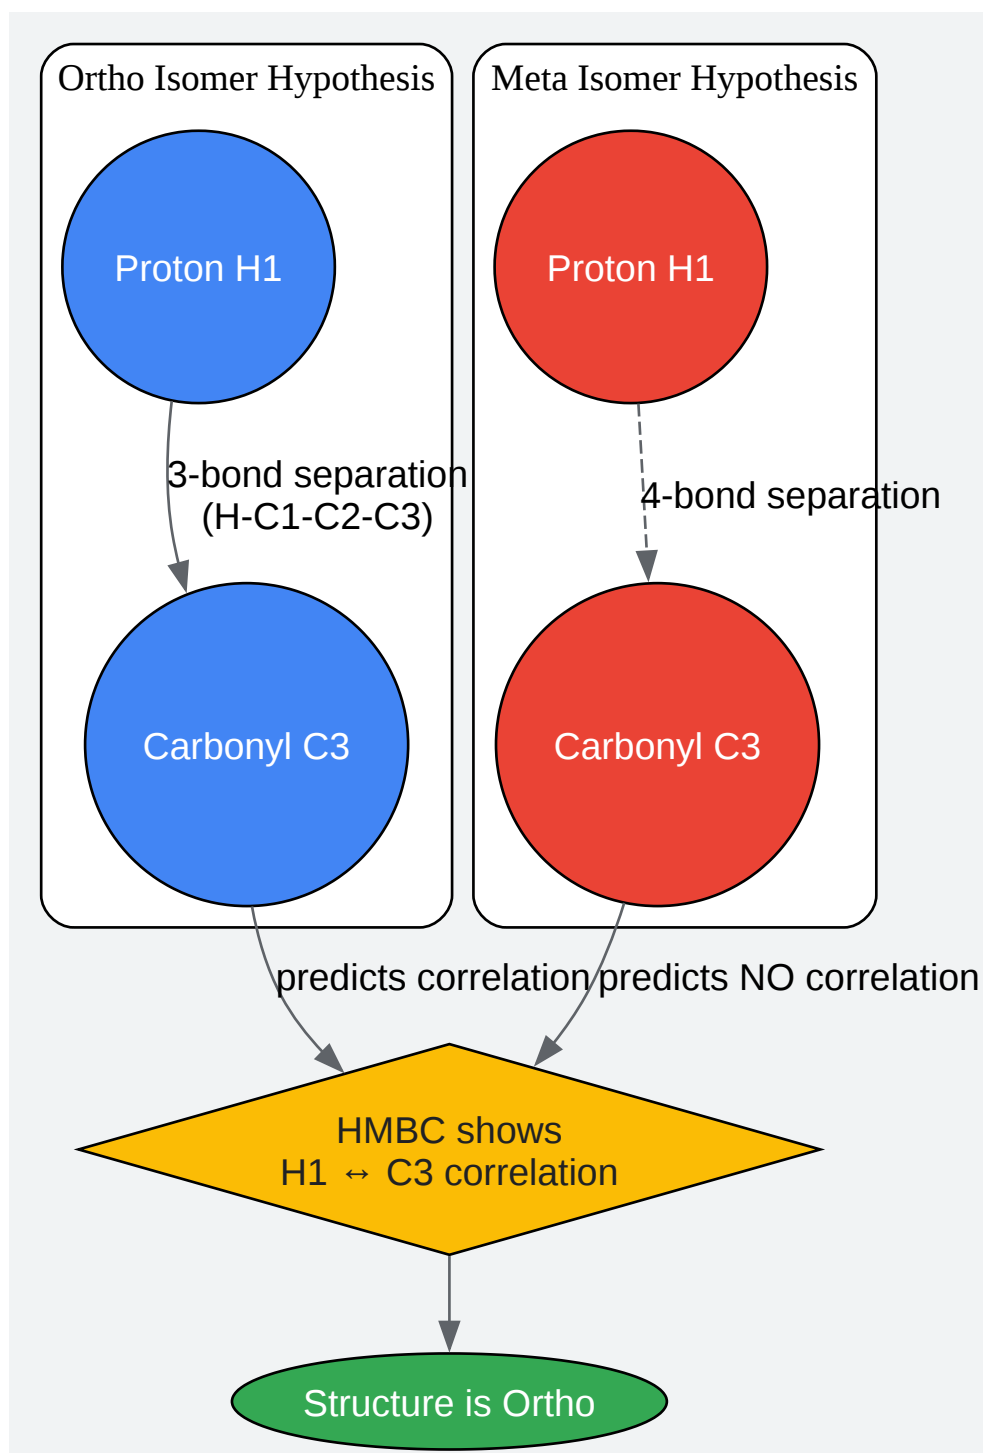 Ortho Isomer Hypothesis
Proton H1
3-bond separation
(H-C1-C2-C3)
Carbonyl C3
Meta Isomer Hypothesis
Proton H1
4-bond separation
Carbonyl C3
predicts correlation
predicts NO correlation
HMBC shows
H1 ↔ C3 correlation
Structure is Ortho